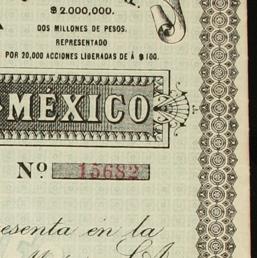 $ 2.000,000.
DOS MILLONES DE PESOS.
REPRESENTADO
POR 20,000 ACCIONES LIBERADAS DE Á $ 100.
MÉXICO
Nº 15682
esenta en la